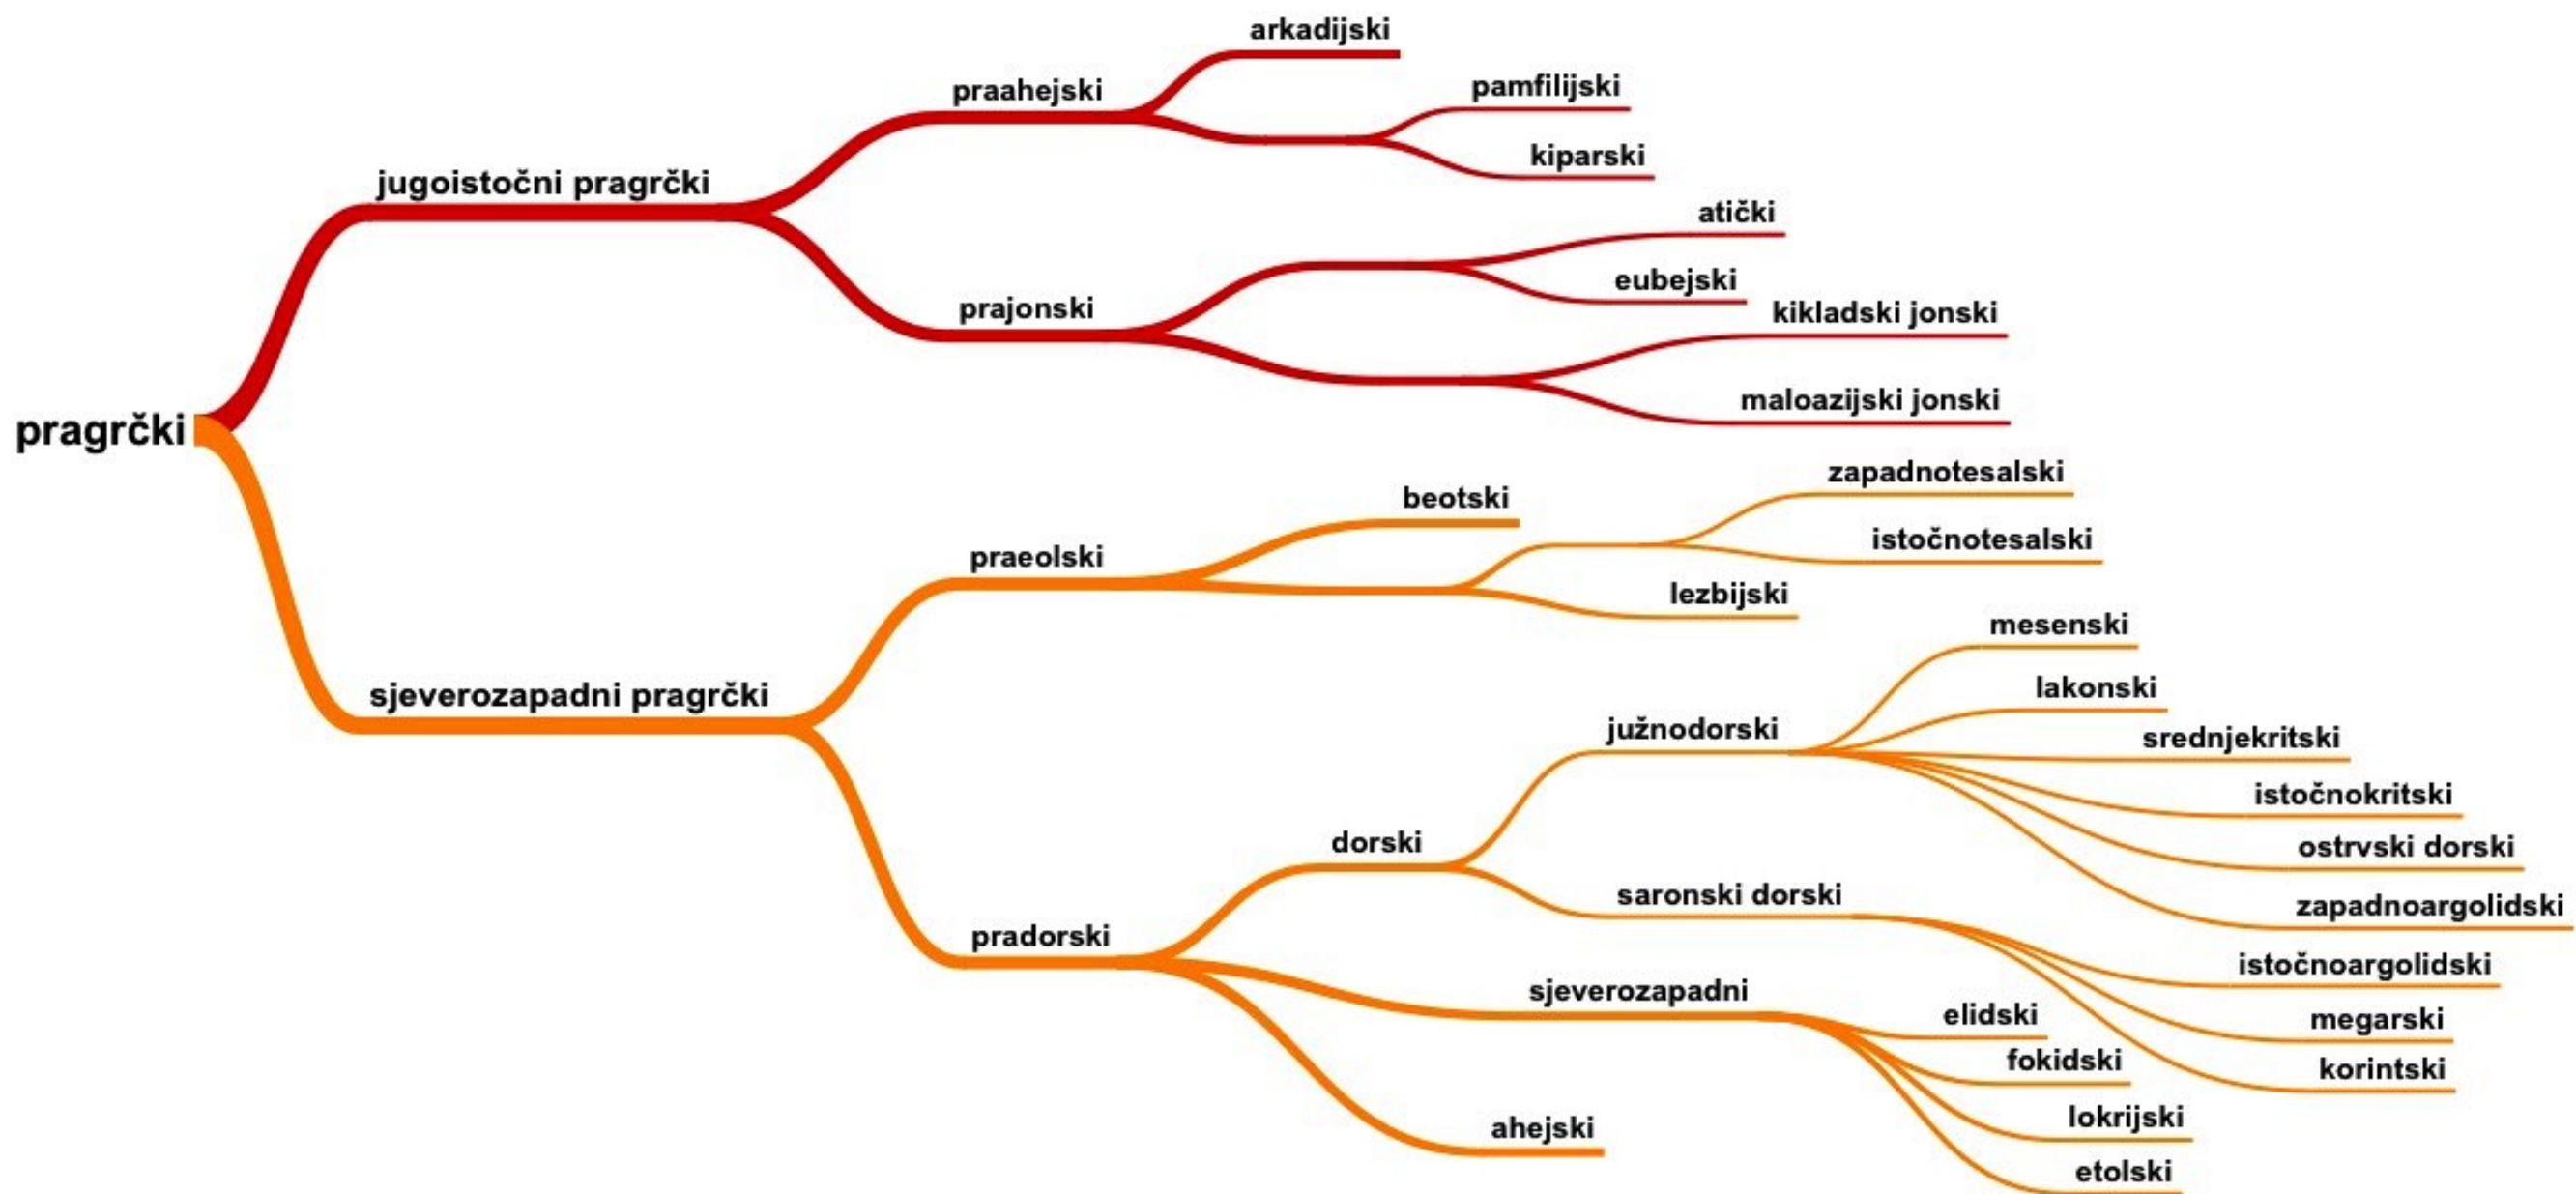 arkadijski
pamfilijski
praahejski
kiparski
jugoistočni pragrčki
atički
eubejski
prajonski
kikladski jonski
maloazijski jonski
pragrčki
zapadnotesalski
beotski
istočnotesalski
praeolski
lezbijski
mesenski
sjeverozapadni pragrčki
lakonski
južnodorski
srednjekritski
istočnokritski
dorski
ostrvski dorski
saronski dorski
zapadnoargolidski
pradorski
istočnoargolidski
sjeverozapadni
elidski
megarski
fokidski
korintski
lokrijski
ahejski
etolski